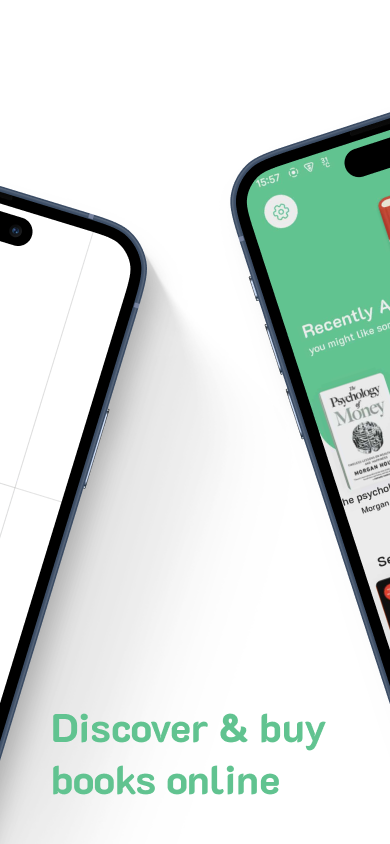 15:57
Recently A
you might like so
The
Psychology
of
Money
MORGAN HOU
he psychol
Morgan
Se
Discover & buy
books online